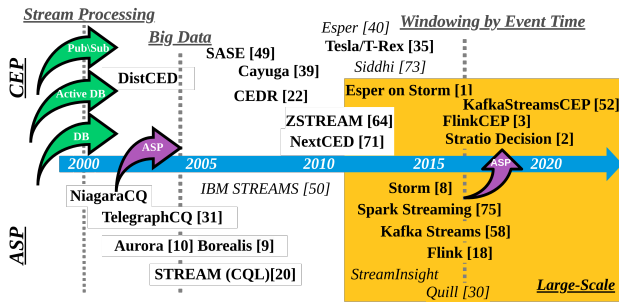 Stream Processing
Windowing by Event Time
Big Data
Esper [40]
Tesla/T-Rex [35]
Siddhi [73]
SASE [49]
Cayuga [39]
CEDR [22]
ZSTREAM [64]
NextCED [71]
CEP
Pub\Sub
Active DB
DB
DistCED
ASP
Esper on Storm [1]
KafkaStreamsCEP [52]
FlinkCEP [3]
Stratio Decision [2]
ASP
2000
2005
2010
2015
2020
ASP
NiagaraCQ
TelegraphCQ [31]
Aurora [10] Borealis [9]
STREAM (CQL)[20]
IBM STREAMS [50]
Storm [8]
Spark Streaming [75]
Kafka Streams [58]
Flink [18]
StreamInsight
Quill [30]
Large-Scale